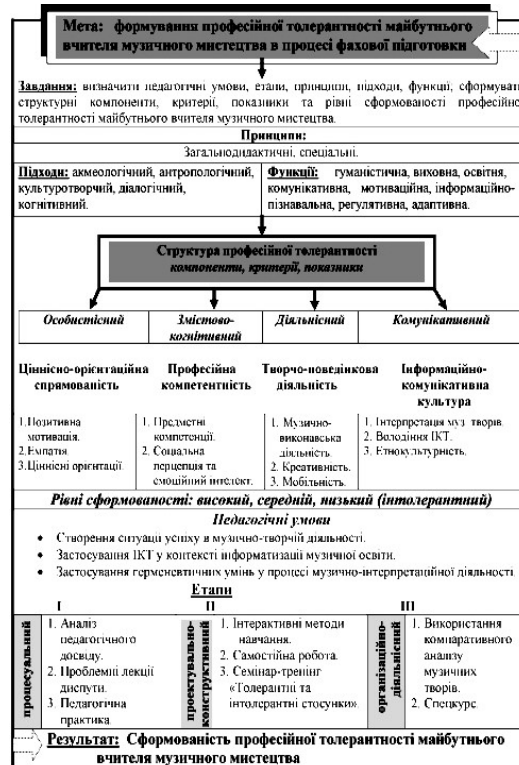 Мета: формування професійної толерантності майбутнього
вчителя музичного мистецтва в процесі фахової підготовки
Завдання: визначити педагогічні умови, етапи, принципи, підходи, функції, сформувати
структурні компоненти, критерії, показники та рівні сформованості професійно
толерантності майбутнього вчителя музичного мистецтва.
Принципи:
Загальнодидактичні, спеціальні.
Підходи: акмеологічний, антропологічний,
культуротворчий, діалогічний,
когнітивний.
Функції: гуманістична, виховна, освітня,
комунікативна, мотиваційна, інформаційно-
пізнавальна, регулятивна, адаптивна.
Структура професійної толерантності
компоненти, критерії, показники
Особистісний
Змістово-
когнітивний
Діяльнісний
Комунікативний
Ціннісно-орієнтаційна
спрямованість
Професійна
компетентність
Творчо-поведінкова
діяльність
Інформаційно-
комунікативна
культура
1.Позитивна
мотивація.
2.Емпатія
3.Ціннісні орієнтації.
1. Предметні
компетенції.
2. Соціальна
перцепція та
емоційний інтелект.
1. Музично-
виконавська
діяльність.
2. Креативність.
3. Мобільність.
1. Інтерпретація муз. творів.
2. Володіння ІКТ.
3. Етнокультурність.
Рівні сформованості: високий, середній, низький (інтолерантний)
Педагогічні умови
• Створення ситуації успіху в музично-творчій діяльності.
• Застосування ІКТ у контексті інформатизації музичної освіти.
• Застосування герменевтичних умінь у процесі музично-інтерпретаційної діяльності.
Етапи
I
II
III
процесуальний
1. Аналіз
педагогічного
досвіду.
2. Проблемні лекції
диспути.
3. Педагогічна
практика.
проектувально-
конструктивний
1. Інтерактивні методи
навчання.
2. Самостійна робота.
3. Семінар-тренінг
«Толерантні та
інтолерантні стосунки».
організаційно-
діяльнісний
1. Використання
компаративного
аналізу
музичних
творів.
2. Спецкурс.
Результат: Сформованість професійної толерантності майбутнього
вчителя музичного мистецтва